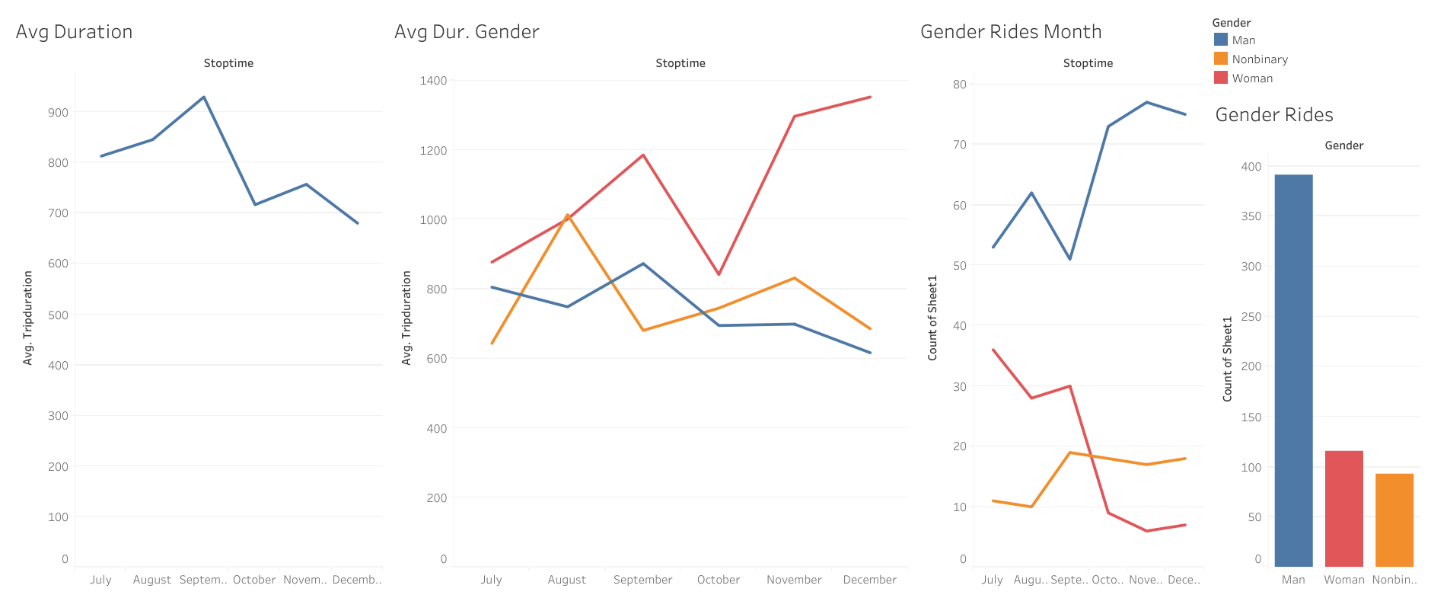 Avg Duration
Stoptime
Avg. Tripduration
900
800
700
600
500
400
300
200
100
0
July August Septem.. October Novem.. Decemb..
Avg Dur. Gender
Stoptime
Avg. Tripduration
1400
1200
1000
800
600
400
200
0
July August September October November December
Gender Rides Month
Stoptime
Count of Sheet1
80
70
60
50
40
30
20
10
0
July Augu.. Septe.. Octo.. Nove.. Dece..
Gender
Man
Nonbinary
Woman
Gender Rides
Gender
Count of Sheet1
400
350
300
250
200
150
100
50
0
Man Woman Nonbin..